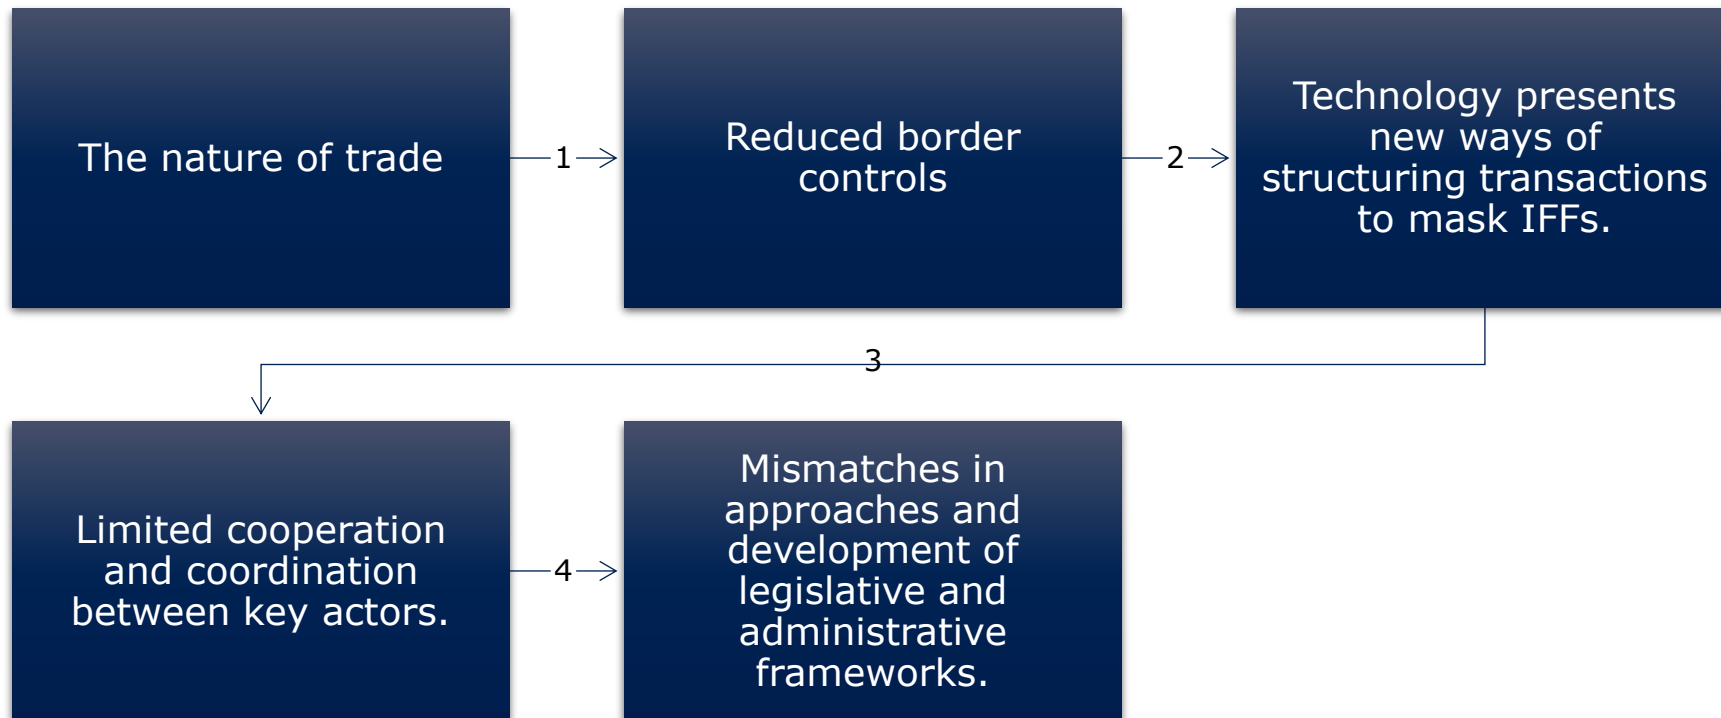 The nature of trade
1
Reduced border
controls
2
Technology presents
new ways of
structuring transactions
to mask IFFs.
3
Limited cooperation
and coordination
between key actors.
4
Mismatches in
approaches and
development of
legislative and
administrative
frameworks.